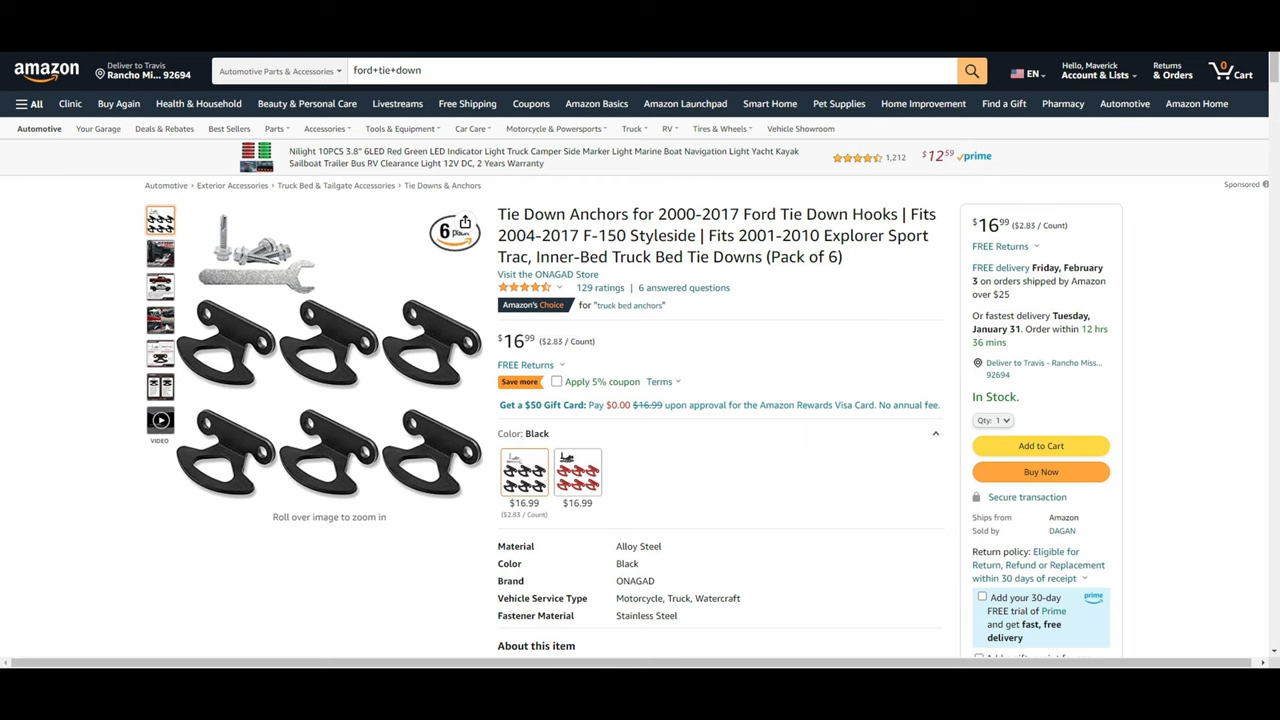 amazon
Deliver to Travis
Rancho Mi... 92694
Automotive Parts & Accessories
ford+tie+down
EN
Hello, Maverick
Account & Lists
Returns
& Orders
0
Cart
All Clinic Buy Again Health & Household Beauty & Personal Care Livestreams Free Shipping Coupons Amazon Basics Amazon Launchpad Smart Home Pet Supplies Home Improvement Find a Gift Pharmacy Automotive Amazon Home
Automotive Your Garage Deals & Rebates Best Sellers Parts Accessories Tools & Equipment Car Care Motorcycle & Powersports Truck RV Tires & Wheels Vehicle Showroom
Nilight 10PCS 3.8" 6LED Red Green LED Indicator Light Truck Camper Side Marker Light Marine Boat Navigation Light Yacht Kayak
Sailboat Trailer Bus RV Clearance Light 12V DC, 2 Years Warranty
1,212
$12 59 prime
Automotive › Exterior Accessories › Truck Bed & Tailgate Accessories › Tie Downs & Anchors
Sponsored
6
VIDEO
Roll over image to zoom in
Tie Down Anchors for 2000-2017 Ford Tie Down Hooks | Fits
2004-2017 F-150 Styleside | Fits 2001-2010 Explorer Sport
Trac, Inner-Bed Truck Bed Tie Downs (Pack of 6)
Visit the ONAGAD Store
129 ratings | 6 answered questions
Amazon's Choice for "truck bed anchors"
$16 99 ($2.83 / Count)
FREE Returns
Save more Apply 5% coupon Terms
Get a $50 Gift Card: Pay $0.00 $16.99 upon approval for the Amazon Rewards Visa Card. No annual fee.
Color: Black
$16.99 $16.99
($2.83 / Count)
Material Alloy Steel
Color Black
Brand ONAGAD
Vehicle Service Type Motorcycle, Truck, Watercraft
Fastener Material Stainless Steel
About this item
$16 99 ($2.83 / Count)
FREE Returns
FREE delivery Friday, February
3 on orders shipped by Amazon
over $25
Or fastest delivery Tuesday,
January 31. Order within 12 hrs
36 mins
Deliver to Travis - Rancho Miss...
92694
In Stock.
Qty: 1
Add to Cart
Buy Now
Secure transaction
Ships from Amazon
Sold by DAGAN
Return policy: Eligible for
Return, Refund or Replacement
within 30 days of receipt
Add your 30-day prime
FREE trial of Prime
and get fast, free
delivery